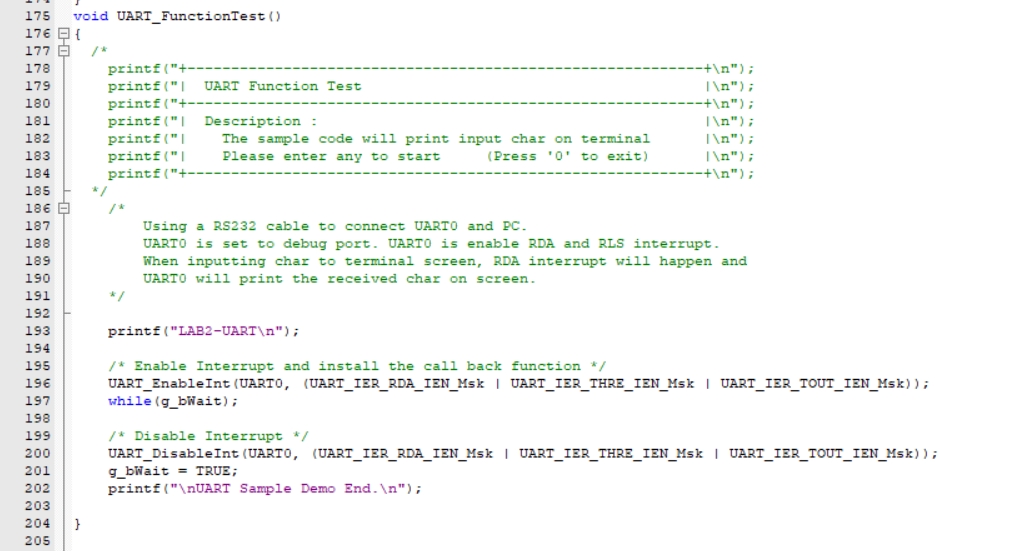 175 void UART_FunctionTest()
176 {
177 /*
178 printf("+-----------------------------------------------------------+\n");
179 printf("|  UART Function Test                                       |\n");
180 printf("+-----------------------------------------------------------+\n");
181 printf("|  Description :                                            |\n");
182 printf("|    The sample code will print input char on terminal      |\n");
183 printf("|    Please enter any to start     (Press '0' to exit)      |\n");
184 printf("+-----------------------------------------------------------+\n");
185 */
186 /*
187 Using a RS232 cable to connect UART0 and PC.
188 UART0 is set to debug port. UART0 is enable RDA and RLS interrupt.
189 When inputting char to terminal screen, RDA interrupt will happen and
190 UART0 will print the received char on screen.
191 */
192
193 printf("LAB2-UART\n");
194
195 /* Enable Interrupt and install the call back function */
196 UART_EnableInt(UART0, (UART_IER_RDA_IEN_Msk | UART_IER_THRE_IEN_Msk | UART_IER_TOUT_IEN_Msk));
197 while(g_bWait);
198
199 /* Disable Interrupt */
200 UART_DisableInt(UART0, (UART_IER_RDA_IEN_Msk | UART_IER_THRE_IEN_Msk | UART_IER_TOUT_IEN_Msk));
201 g_bWait = TRUE;
202 printf("\nUART Sample Demo End.\n");
203
204 }
205